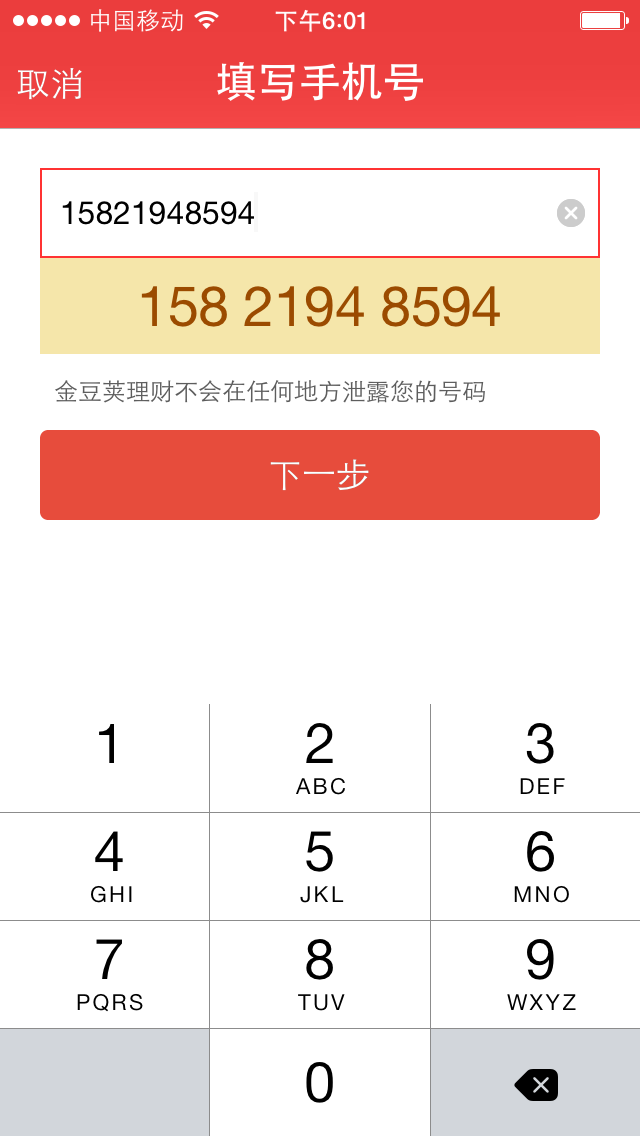 中国移动 下午6:01
取消 填写手机号
15821948594
158 2194 8594
金豆荚理财不会在任何地方泄露您的号码
下一步
1 2 3
ABC DEF
4 5 6
GHI JKL MNO
7 8 9
PQRS TUV WXYZ
0